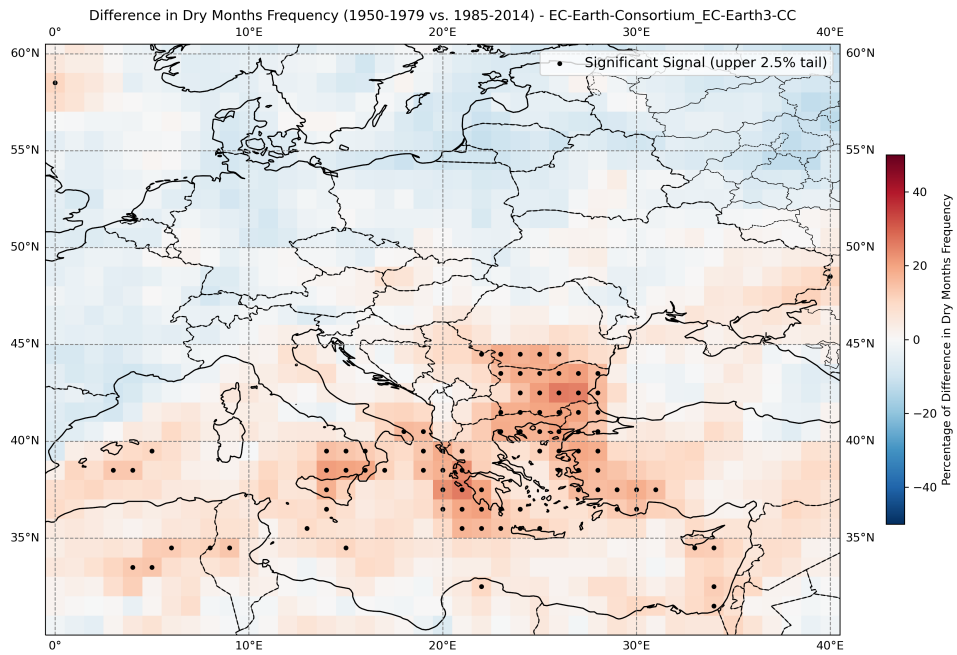 Difference in Dry Months Frequency (1950-1979 vs. 1985-2014) - EC-Earth-Consortium_EC-Earth3-CC
0° 10°E 20°E 30°E 40°E
60°N 60°N
Significant Signal (upper 2.5% tail)
55°N 55°N
50°N 50°N
45°N 45°N
40°N 40°N
35°N 35°N
0° 10°E 20°E 30°E 40°E
40
20
0
−20
−40
Percentage of Difference in Dry Months Frequency